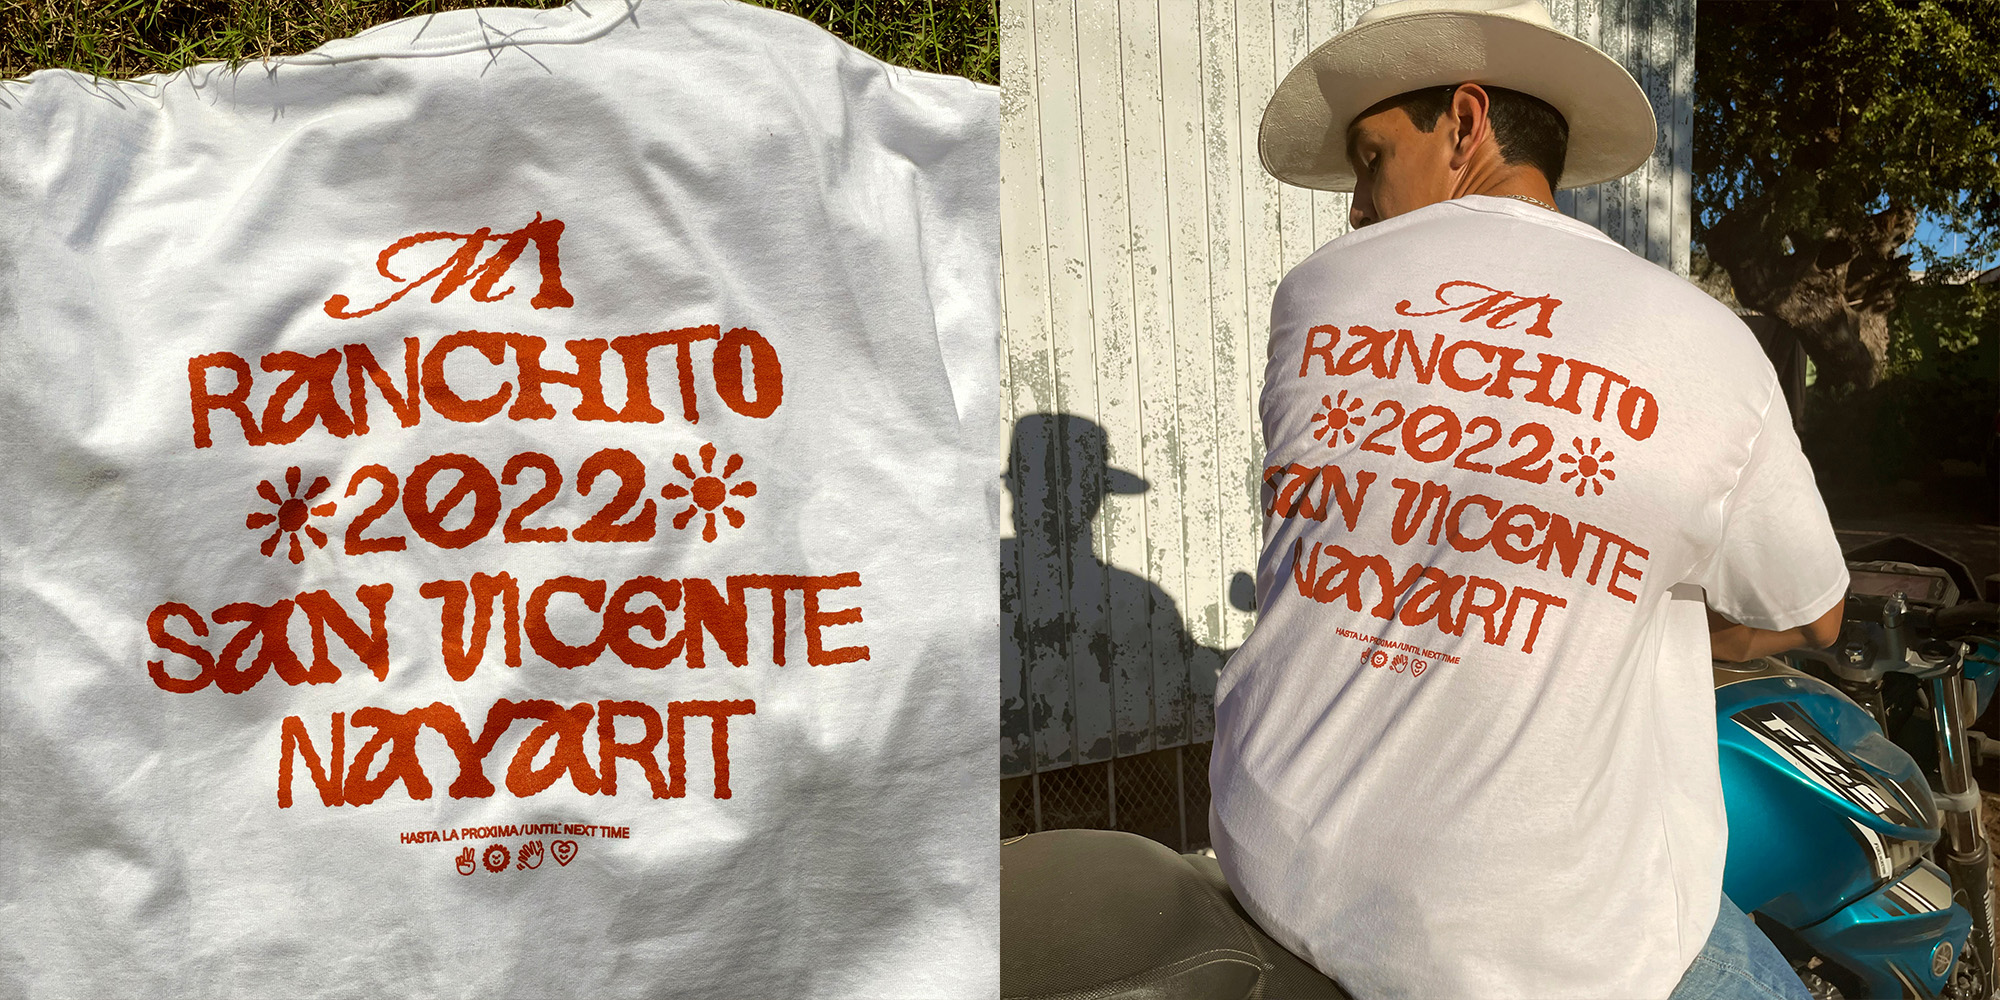 MI
RANCHITO
2022
SAN VICENTE
NAYARIT
HASTA LA PROXIMA/UNTIL NEXT TIME
MI
RANCHITO
2022
SAN VICENTE
NAYARIT
HASTA LA PROXIMA/UNTIL NEXT TIME
FZ-S